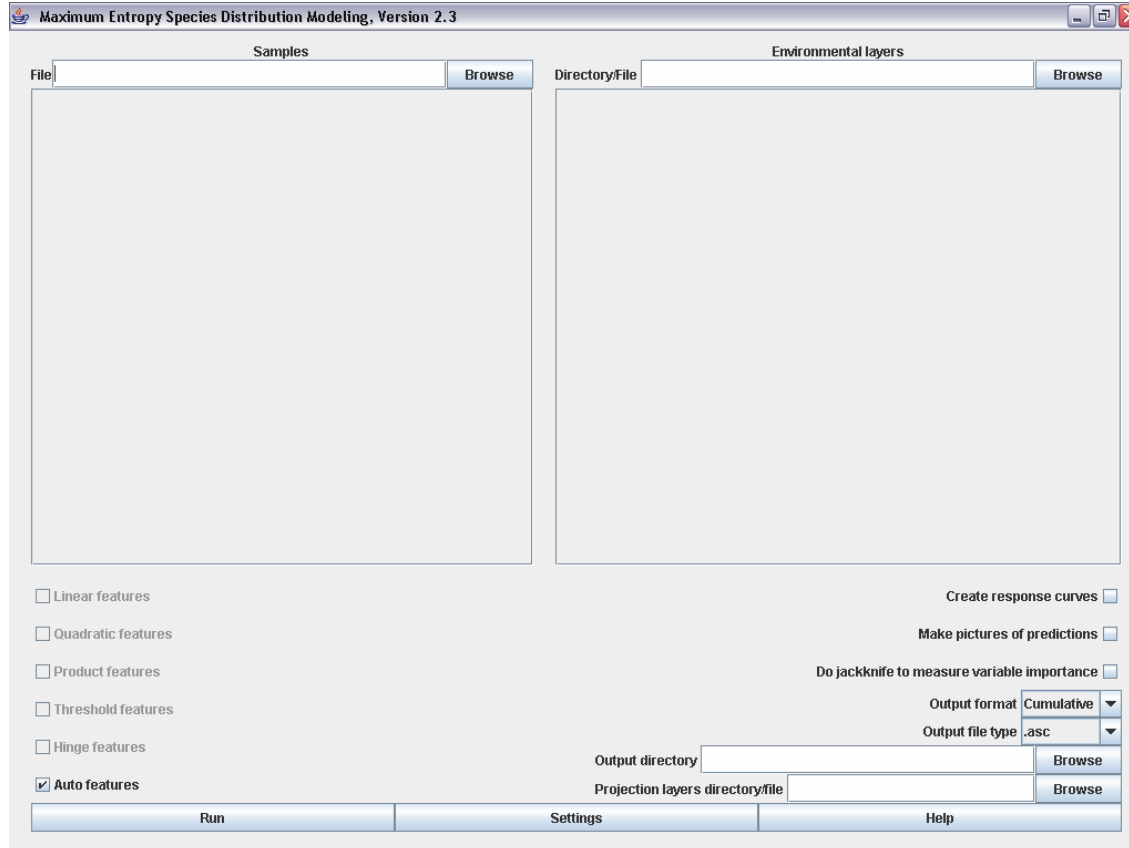 Maximum Entropy Species Distribution Modeling, Version 2.3
Samples
File Browse
Environmental layers
Directory/File Browse
Linear features
Quadratic features
Product features
Threshold features
Hinge features
Auto features
Create response curves
Make pictures of predictions
Do jackknife to measure variable importance
Output format Cumulative
Output file type .asc
Output directory Browse
Projection layers directory/file Browse
Run Settings Help